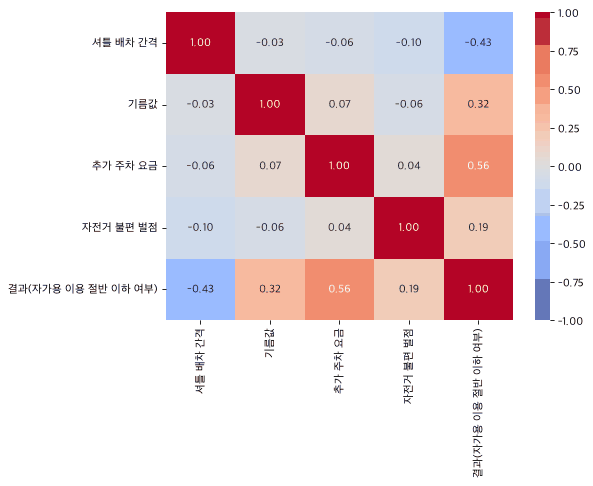 셔틀 배차 간격 1.00 -0.03 -0.06 -0.10 -0.43
기름값 -0.03 1.00 0.07 -0.06 0.32
추가 주차 요금 -0.06 0.07 1.00 0.04 0.56
자전거 불편 벌점 -0.10 -0.06 0.04 1.00 0.19
결과(자가용 이용 절반 이하 여부) -0.43 0.32 0.56 0.19 1.00
셔틀 배차 간격
기름값
추가 주차 요금
자전거 불편 벌점
결과(자가용 이용 절반 이하 여부)
1.00
0.75
0.50
0.25
0.00
-0.25
-0.50
-0.75
-1.00